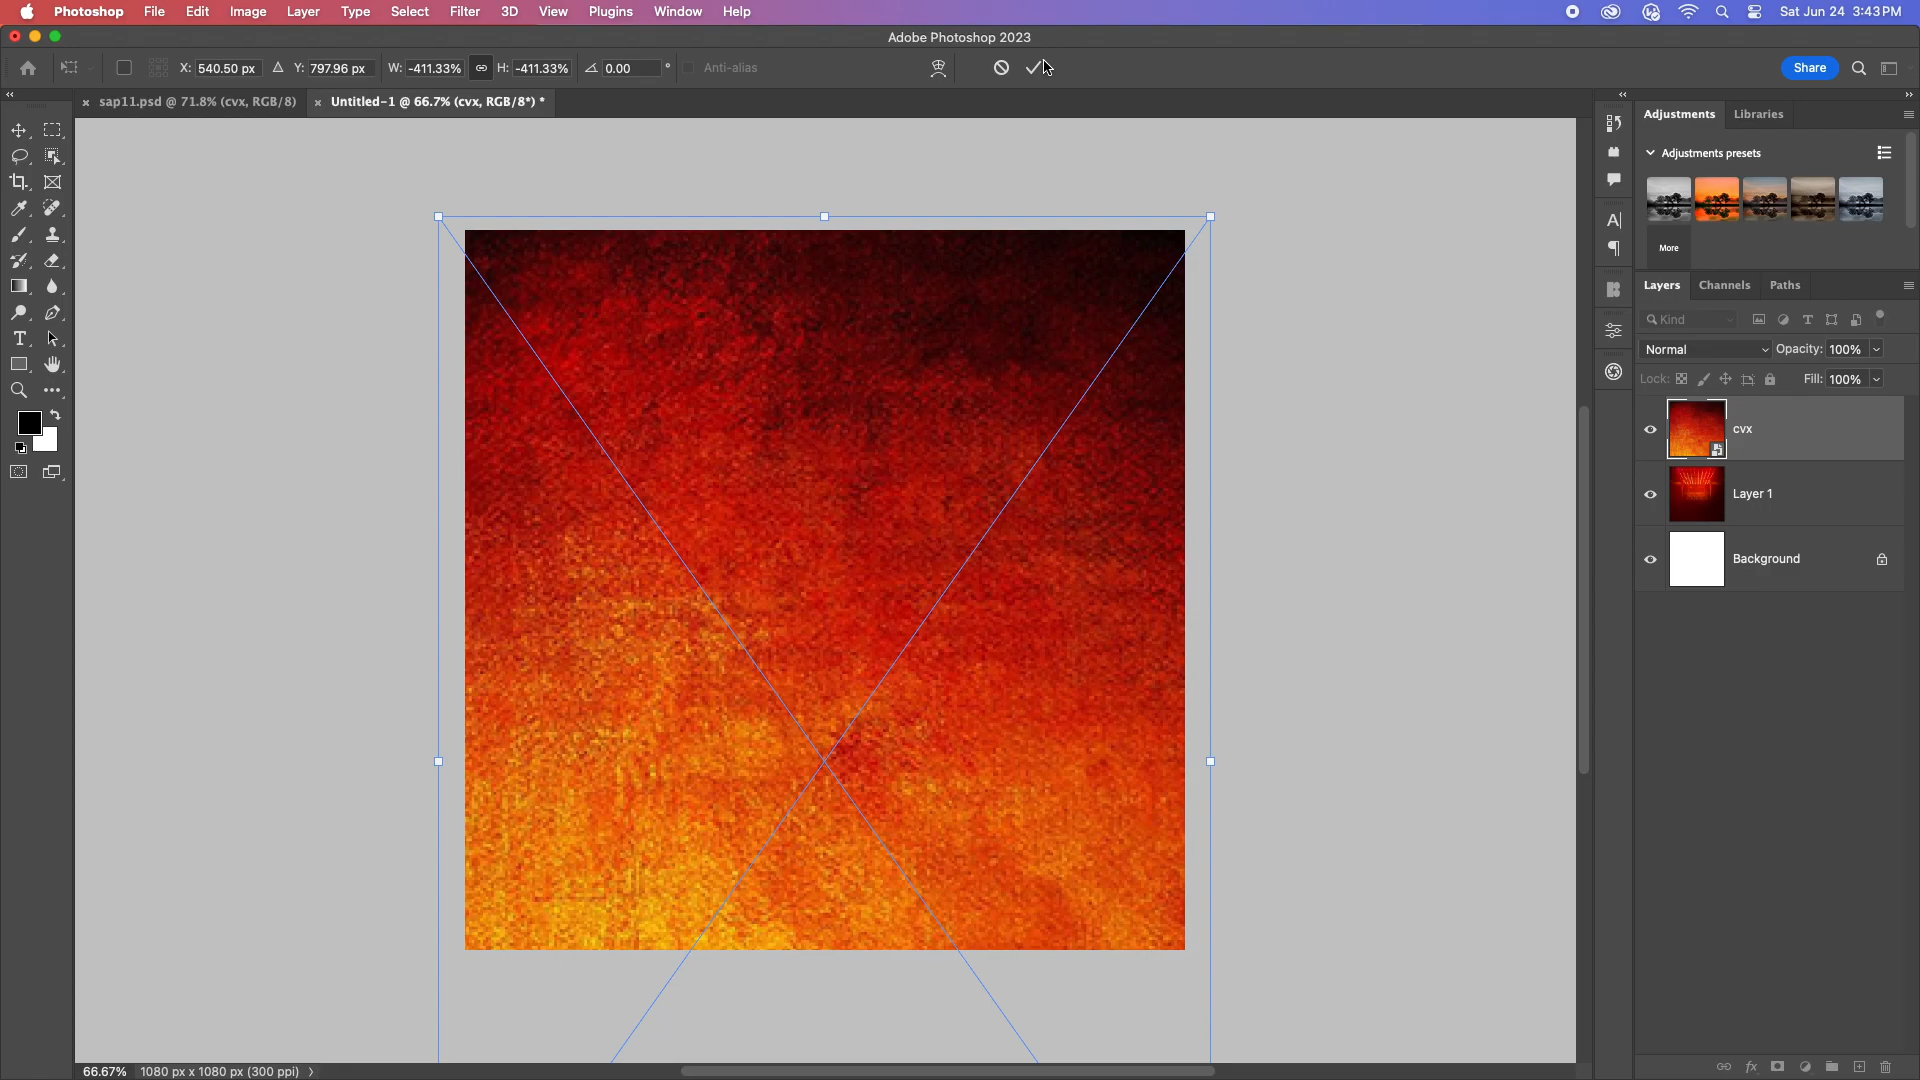 Photoshop File Edit Image Layer Type Select Filter 3D View Plugins Window Help Sat Jun 24 3:43 PM
Adobe Photoshop 2023
X: 540.50 px Y: 797.96 px W: -411.33% H: -411.33% 0.00 ° Anti-alias Share
sap11.psd @ 71.8% (cvx, RGB/8) Untitled-1 @ 66.7% (cvx, RGB/8*) *
Adjustments Libraries
Adjustments presets
More
Layers Channels Paths
Kind
Normal Opacity: 100%
Lock: Fill: 100%
cvx
Layer 1
Background
66.67% 1080 px x 1080 px (300 ppi)